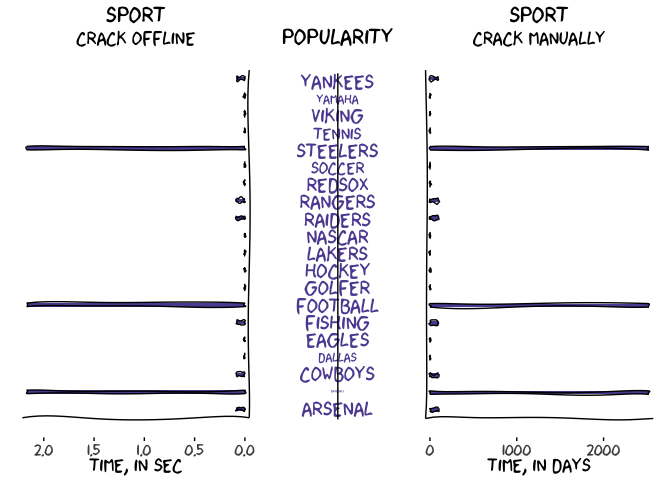 SPORT
CRACK OFFLINE
POPULARITY
SPORT
CRACK MANUALLY
YANKEES
YAMAHA
VIKING
TENNIS
STEELERS
SOCCER
REDSOX
RANGERS
RAIDERS
NASCAR
LAKERS
HOCKEY
GOLFER
FOOTBALL
FISHING
EAGLES
DALLAS
COWBOYS
ARSENAL
2,0 1,5 1,0 0,5 0,0
TIME, IN SEC
0 1000 2000
TIME, IN DAYS